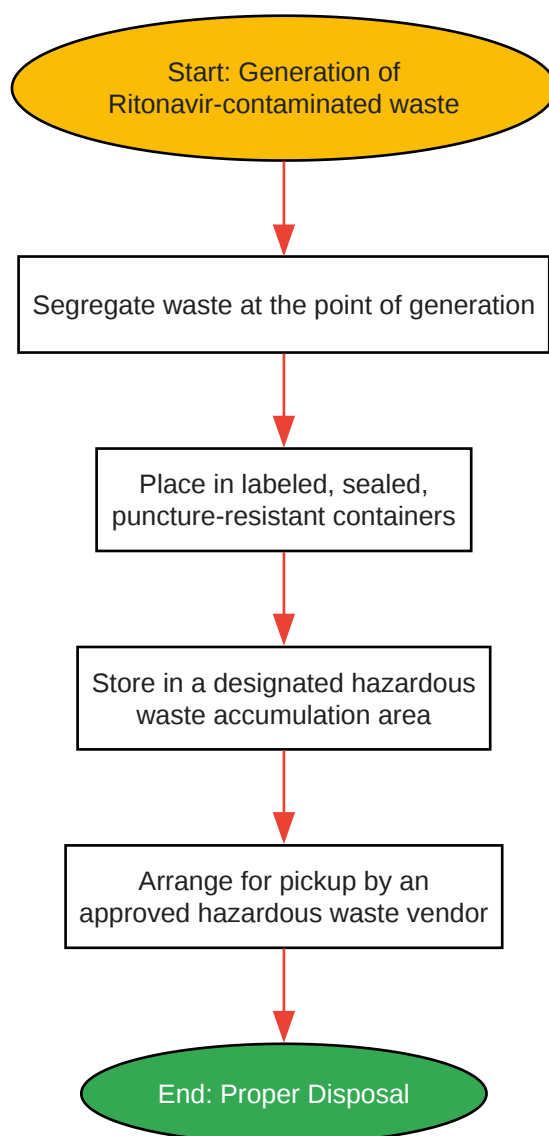 Start: Generation of
Ritonavir-contaminated waste
Segregate waste at the point of generation
Place in labeled, sealed,
puncture-resistant containers
Store in a designated hazardous
waste accumulation area
Arrange for pickup by an
approved hazardous waste vendor
End: Proper Disposal